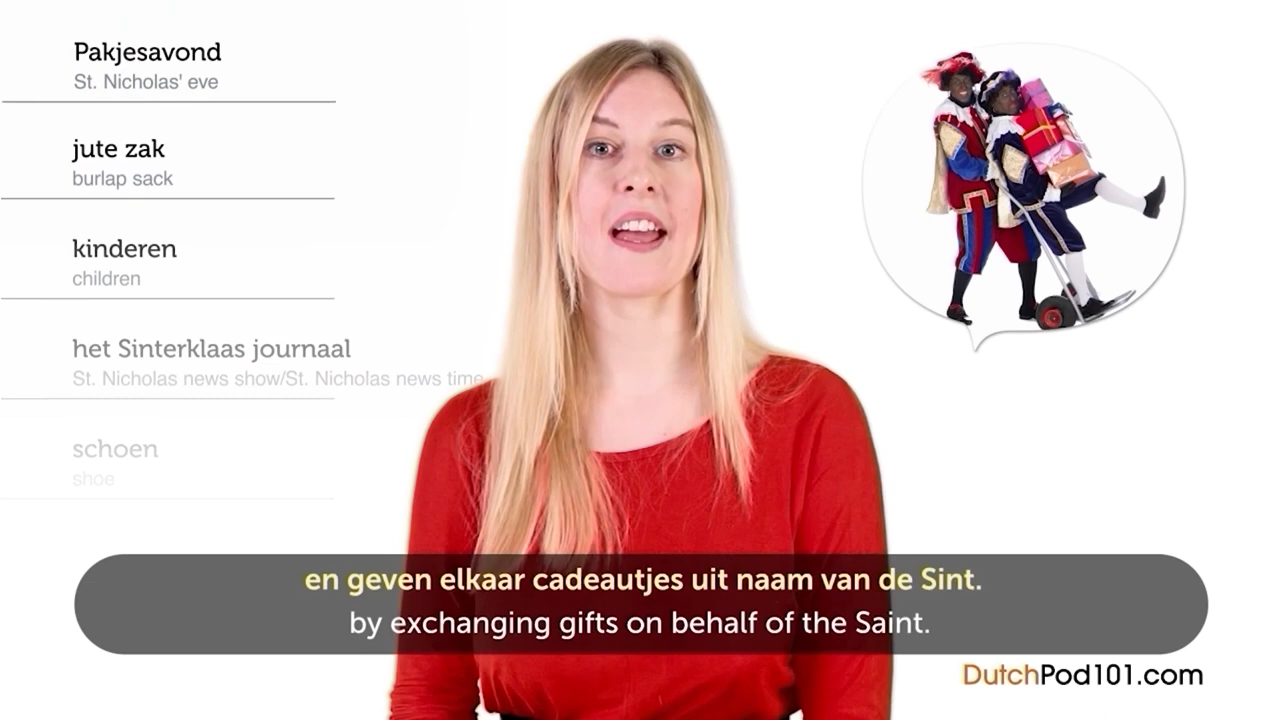 Pakjesavond
St. Nicholas' eve
jute zak
burlap sack
kinderen
children
het Sinterklaas journaal
St. Nicholas news show/St. Nicholas news time
schoen
shoe
en geven elkaar cadeautjes uit naam van de Sint.
by exchanging gifts on behalf of the Saint.
DutchPod101.com